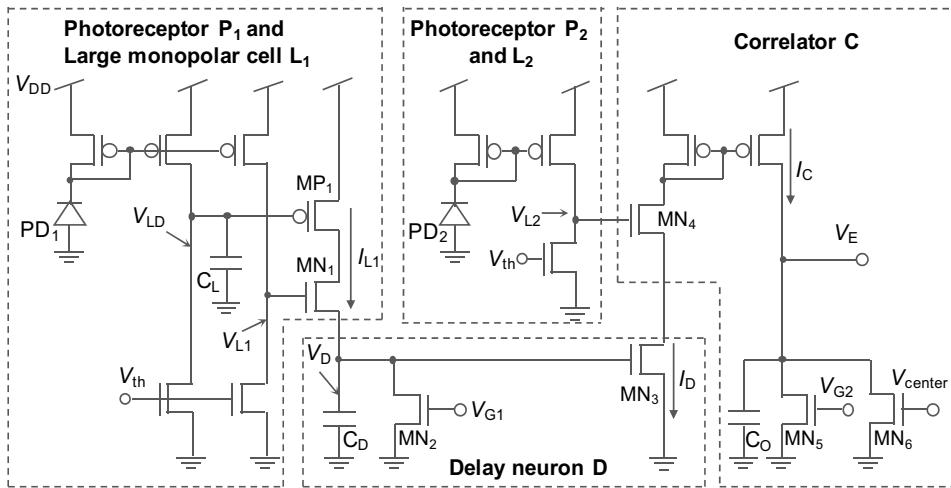 Photoreceptor P1 and
Large monopolar cell L1
Photoreceptor P2
and L2
Correlator C
VDD
MP1
VLD
PD1
CL
MN1
IL1
VL1
Vth
PD2
VL2
Vth
MN4
IC
VE
VD
CD
MN2
VG1
MN3
ID
Delay neuron D
CO
MN5
VG2
MN6
Vcenter